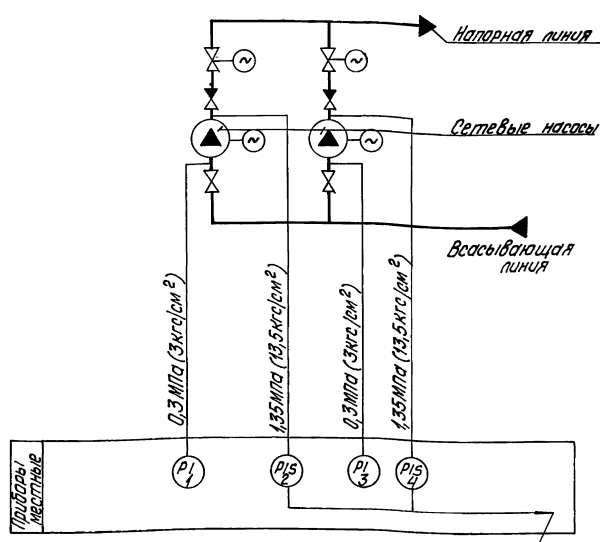 Напорная линия
~
~
Сетевые насосы
~
~
Всасывающая
линия
0,3 МПа (3кгс/см²)
1,35 МПа (13,5кгс/см²)
0,3 МПа (3кгс/см²)
1,35 МПа (13,5кгс/см²)
Приборы
местные
PI
1
PIS
2
PI
3
PIS
4